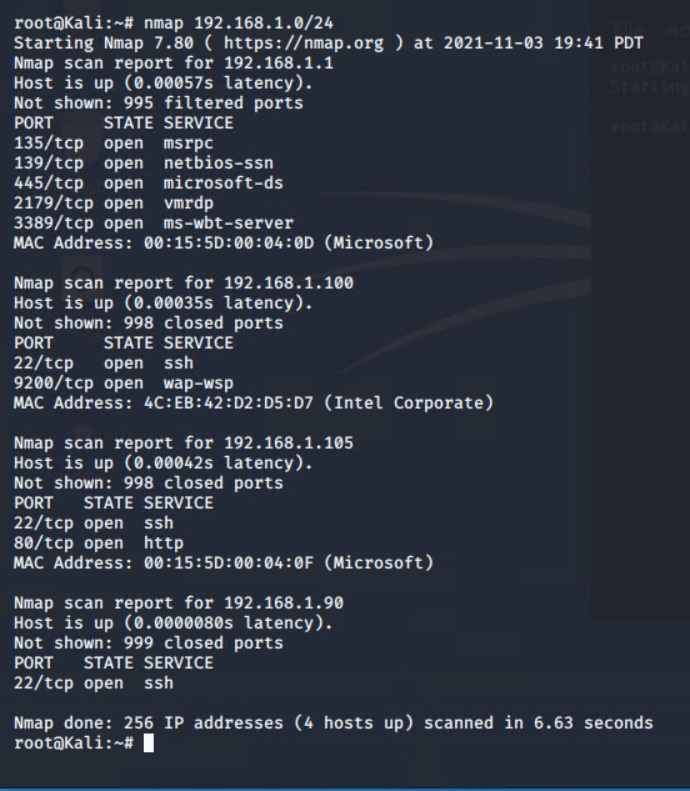 root@Kali:~# nmap 192.168.1.0/24
Starting Nmap 7.80 ( https://nmap.org ) at 2021-11-03 19:41 PDT
Nmap scan report for 192.168.1.1
Host is up (0.00057s latency).
Not shown: 995 filtered ports
PORT     STATE SERVICE
135/tcp  open  msrpc
139/tcp  open  netbios-ssn
445/tcp  open  microsoft-ds
2179/tcp open  vmrdp
3389/tcp open  ms-wbt-server
MAC Address: 00:15:5D:00:04:0D (Microsoft)

Nmap scan report for 192.168.1.100
Host is up (0.00035s latency).
Not shown: 998 closed ports
PORT     STATE SERVICE
22/tcp   open  ssh
9200/tcp open  wap-wsp
MAC Address: 4C:EB:42:D2:D5:D7 (Intel Corporate)

Nmap scan report for 192.168.1.105
Host is up (0.00042s latency).
Not shown: 998 closed ports
PORT   STATE SERVICE
22/tcp open  ssh
80/tcp open  http
MAC Address: 00:15:5D:00:04:0F (Microsoft)

Nmap scan report for 192.168.1.90
Host is up (0.0000080s latency).
Not shown: 999 closed ports
PORT   STATE SERVICE
22/tcp open  ssh

Nmap done: 256 IP addresses (4 hosts up) scanned in 6.63 seconds
root@Kali:~#